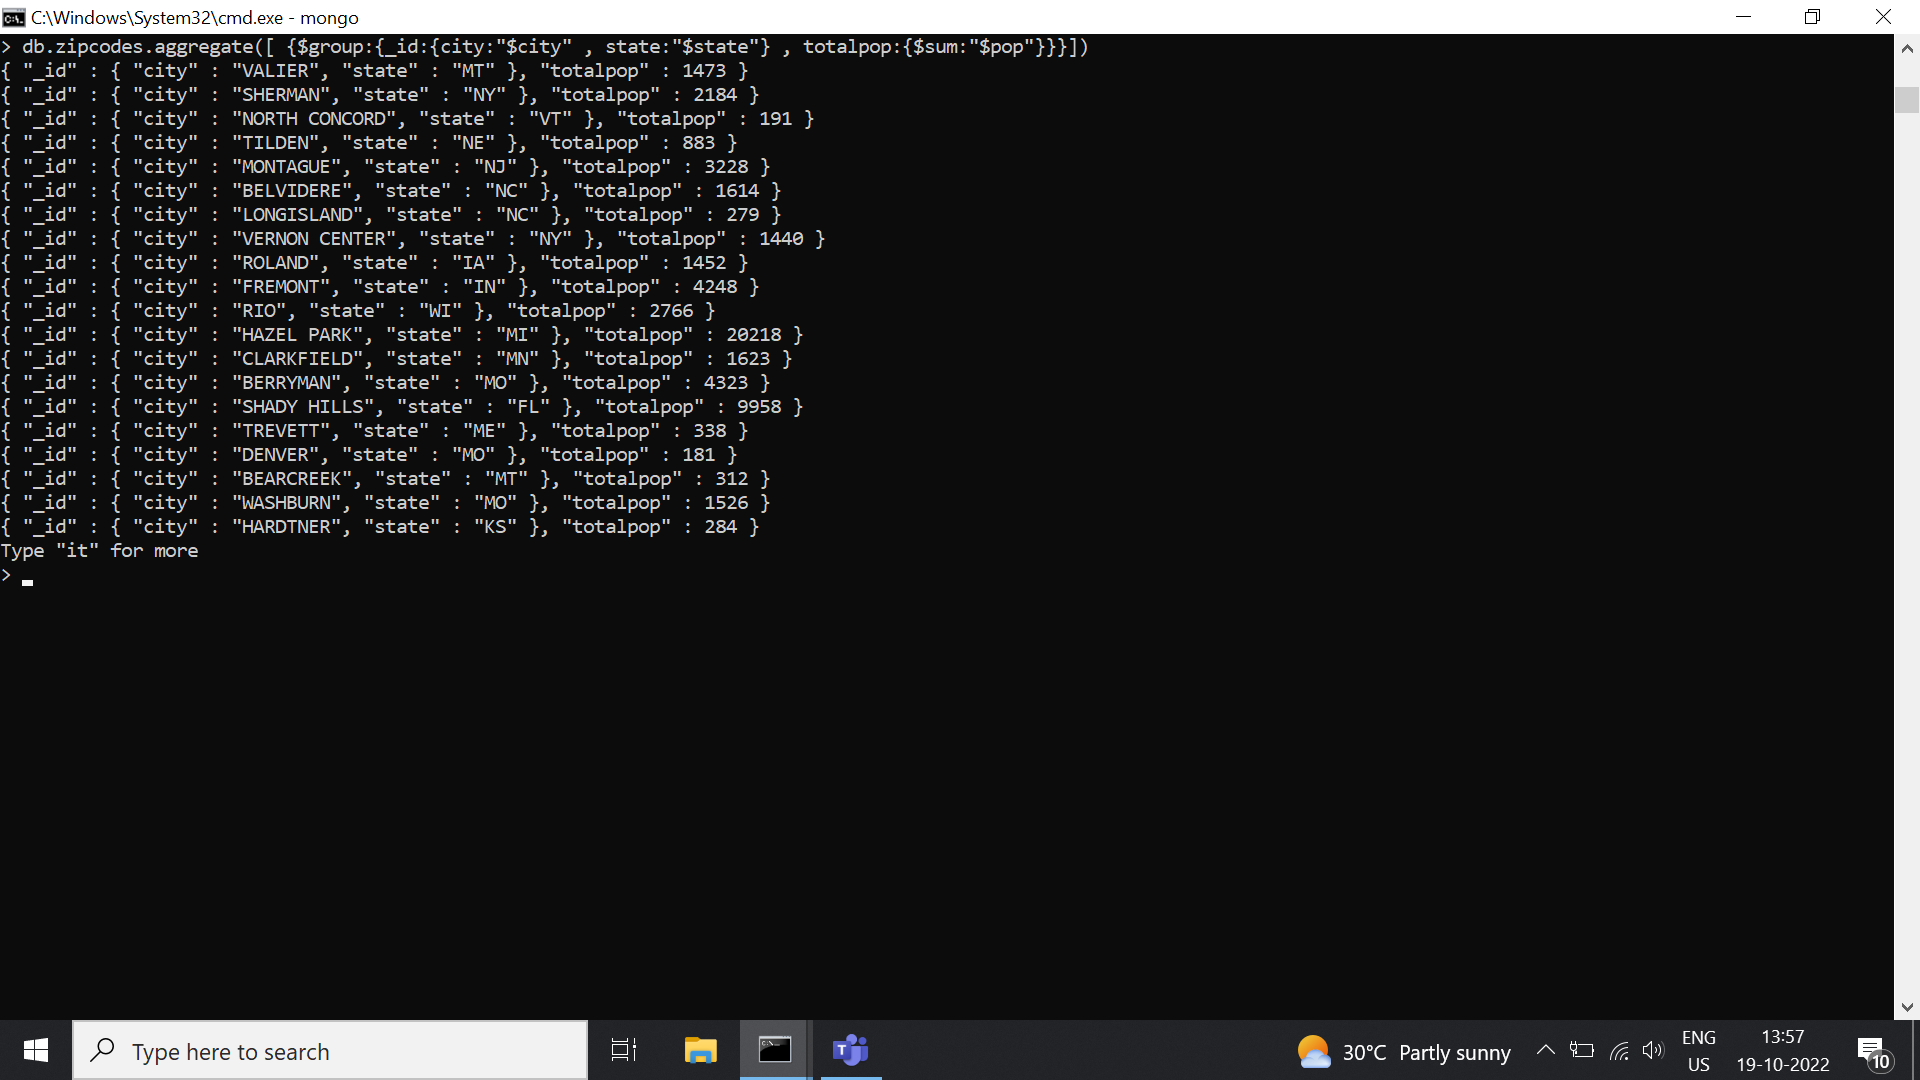 C:\Windows\System32\cmd.exe - mongo
> db.zipcodes.aggregate([ {$group:{_id:{city:"$city" , state:"$state"} , totalpop:{$sum:"$pop"}}}])
{ "_id" : { "city" : "VALIER", "state" : "MT" }, "totalpop" : 1473 }
{ "_id" : { "city" : "SHERMAN", "state" : "NY" }, "totalpop" : 2184 }
{ "_id" : { "city" : "NORTH CONCORD", "state" : "VT" }, "totalpop" : 191 }
{ "_id" : { "city" : "TILDEN", "state" : "NE" }, "totalpop" : 883 }
{ "_id" : { "city" : "MONTAGUE", "state" : "NJ" }, "totalpop" : 3228 }
{ "_id" : { "city" : "BELVIDERE", "state" : "NC" }, "totalpop" : 1614 }
{ "_id" : { "city" : "LONGISLAND", "state" : "NC" }, "totalpop" : 279 }
{ "_id" : { "city" : "VERNON CENTER", "state" : "NY" }, "totalpop" : 1440 }
{ "_id" : { "city" : "ROLAND", "state" : "IA" }, "totalpop" : 1452 }
{ "_id" : { "city" : "FREMONT", "state" : "IN" }, "totalpop" : 4248 }
{ "_id" : { "city" : "RIO", "state" : "WI" }, "totalpop" : 2766 }
{ "_id" : { "city" : "HAZEL PARK", "state" : "MI" }, "totalpop" : 20218 }
{ "_id" : { "city" : "CLARKFIELD", "state" : "MN" }, "totalpop" : 1623 }
{ "_id" : { "city" : "BERRYMAN", "state" : "MO" }, "totalpop" : 4323 }
{ "_id" : { "city" : "SHADY HILLS", "state" : "FL" }, "totalpop" : 9958 }
{ "_id" : { "city" : "TREVETT", "state" : "ME" }, "totalpop" : 338 }
{ "_id" : { "city" : "DENVER", "state" : "MO" }, "totalpop" : 181 }
{ "_id" : { "city" : "BEARCREEK", "state" : "MT" }, "totalpop" : 312 }
{ "_id" : { "city" : "WASHBURN", "state" : "MO" }, "totalpop" : 1526 }
{ "_id" : { "city" : "HARDTNER", "state" : "KS" }, "totalpop" : 284 }
Type "it" for more
>
Type here to search
30°C Partly sunny
ENG
US
13:57
19-10-2022
10